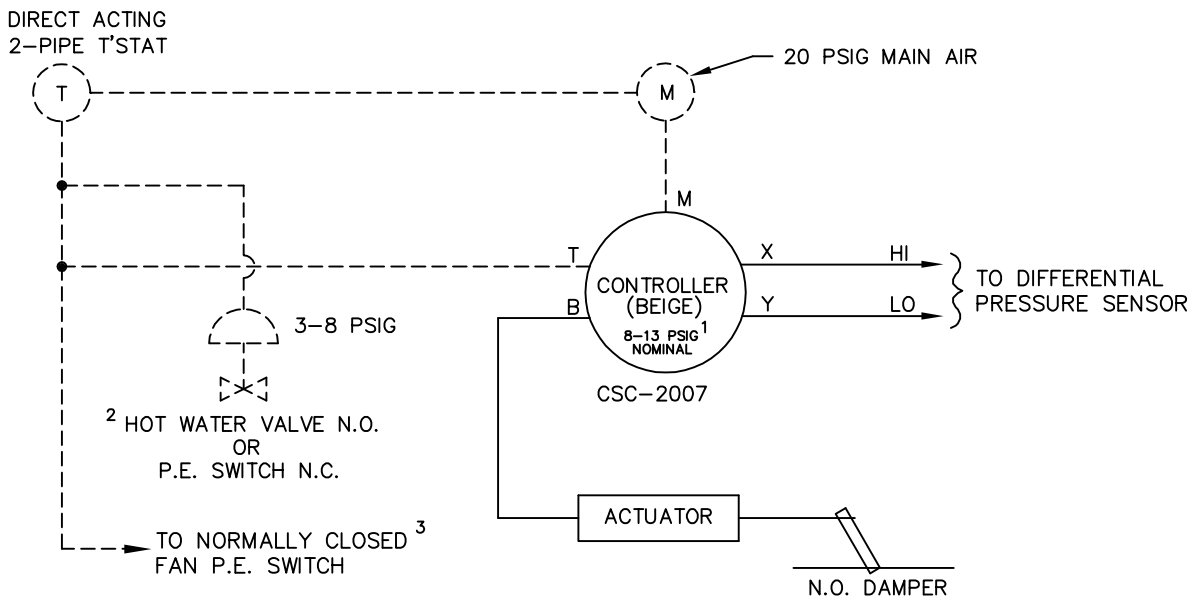 DIRECT ACTING
2-PIPE T'STAT
T
M
20 PSIG MAIN AIR
M
T
B
X
Y
HI
LO
CONTROLLER
(BEIGE)
8-13 PSIG 1
NOMINAL
CSC-2007
TO DIFFERENTIAL
PRESSURE SENSOR
3-8 PSIG
2 HOT WATER VALVE N.O.
OR
P.E. SWITCH N.C.
TO NORMALLY CLOSED 3
FAN P.E. SWITCH
ACTUATOR
N.O. DAMPER